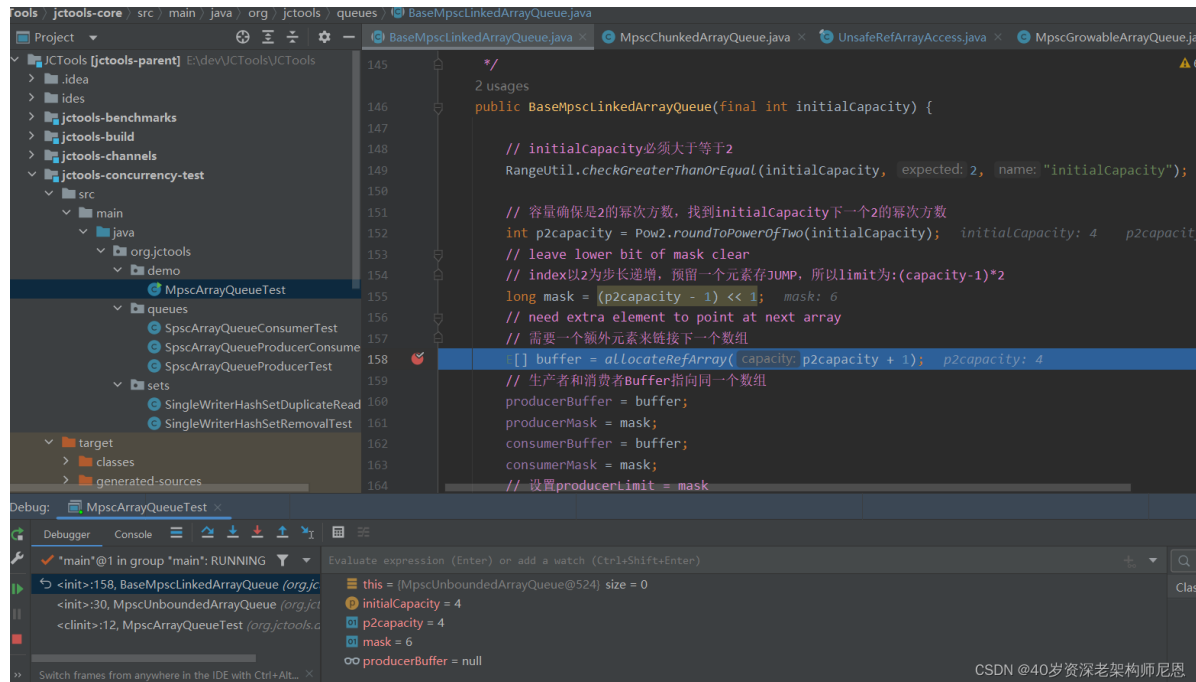 Tools 〉 jctools-core 〉 src 〉 main 〉 java 〉 org 〉 jctools 〉 queues 〉 BaseMpscLinkedArrayQueue.java
Project
BaseMpscLinkedArrayQueue.java × MpscChunkedArrayQueue.java × UnsafeRefArrayAccess.java × MpscGrowableArrayQueue.ja
JCTools [jctools-parent] E:\dev\JCTools\JCTools
.idea
ides
jctools-benchmarks
jctools-build
jctools-channels
jctools-concurrency-test
src
main
java
org.jctools
demo
MpscArrayQueueTest
queues
SpscArrayQueueConsumerTest
SpscArrayQueueProducerConsume
SpscArrayQueueProducerTest
sets
SingleWriterHashSetDuplicateRead
SingleWriterHashSetRemovalTest
target
classes
generated-sources
145 */
2 usages
146 public BaseMpscLinkedArrayQueue(final int initialCapacity) {
147
148 // initialCapacity必须大于等于2
149 RangeUtil.checkGreaterThanOrEqual(initialCapacity, expected: 2, name: "initialCapacity");
150
151 // 容量确保是2的幂次方数，找到initialCapacity下一个2的幂次方数
152 int p2capacity = Pow2.roundToPowerOfTwo(initialCapacity); initialCapacity: 4 p2capacit
153 // leave lower bit of mask clear
154 // index以2为步长递增，预留一个元素存JUMP，所以limit为:(capacity-1)*2
155 long mask = (p2capacity - 1) << 1; mask: 6
156 // need extra element to point at next array
157 // 需要一个额外元素来链接下一个数组
158 E[] buffer = allocateRefArray( capacity: p2capacity + 1); p2capacity: 4
159 // 生产者和消费者Buffer指向同一个数组
160 producerBuffer = buffer;
161 producerMask = mask;
162 consumerBuffer = buffer;
163 consumerMask = mask;
164 // 设置producerLimit = mask
Debug: MpscArrayQueueTest ×
Debugger Console
"main"@1 in group "main": RUNNING
Evaluate expression (Enter) or add a watch (Ctrl+Shift+Enter)
<init>:158, BaseMpscLinkedArrayQueue (org.jc
<init>:30, MpscUnboundedArrayQueue (org.jct
<clinit>:12, MpscArrayQueueTest (org.jctools.d
this = {MpscUnboundedArrayQueue@524} size = 0
initialCapacity = 4
p2capacity = 4
mask = 6
producerBuffer = null
Clas
Switch frames from anywhere in the IDE with Ctrl+Alt... ×
CSDN @40岁资深老架构师尼恩